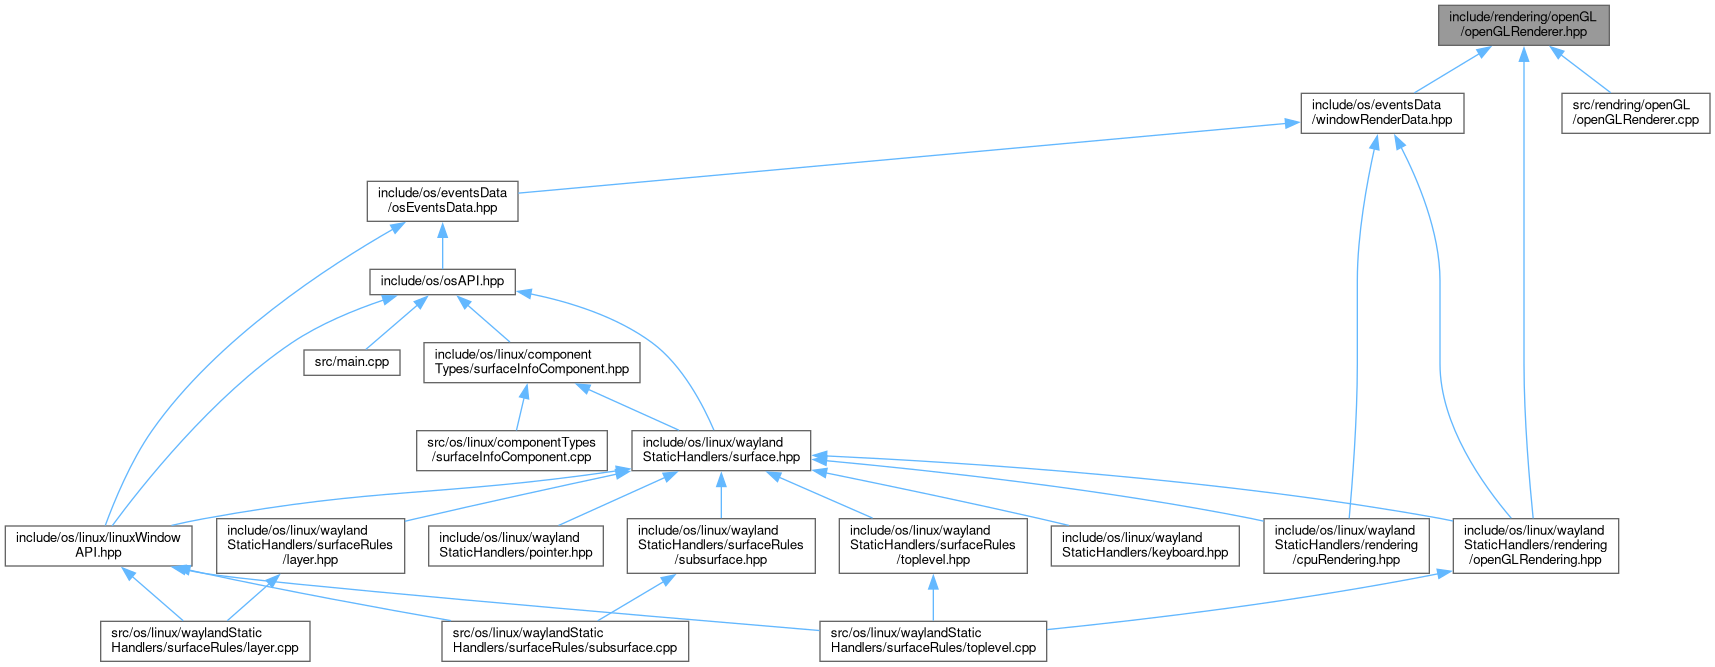 include/rendering/openGL
/openGLRenderer.hpp
include/os/eventsData
/windowRenderData.hpp
src/rendring/openGL
/openGLRenderer.cpp
include/os/eventsData
/osEventsData.hpp
include/os/osAPI.hpp
src/main.cpp
include/os/linux/component
Types/surfaceInfoComponent.hpp
src/os/linux/componentTypes
/surfaceInfoComponent.cpp
include/os/linux/wayland
StaticHandlers/surface.hpp
include/os/linux/linuxWindow
API.hpp
include/os/linux/wayland
StaticHandlers/surfaceRules
/layer.hpp
include/os/linux/wayland
StaticHandlers/pointer.hpp
include/os/linux/wayland
StaticHandlers/surfaceRules
/subsurface.hpp
include/os/linux/wayland
StaticHandlers/surfaceRules
/toplevel.hpp
include/os/linux/wayland
StaticHandlers/keyboard.hpp
include/os/linux/wayland
StaticHandlers/rendering
/cpuRendering.hpp
include/os/linux/wayland
StaticHandlers/rendering
/openGLRendering.hpp
src/os/linux/waylandStatic
Handlers/surfaceRules/layer.cpp
src/os/linux/waylandStatic
Handlers/surfaceRules/subsurface.cpp
src/os/linux/waylandStatic
Handlers/surfaceRules/toplevel.cpp